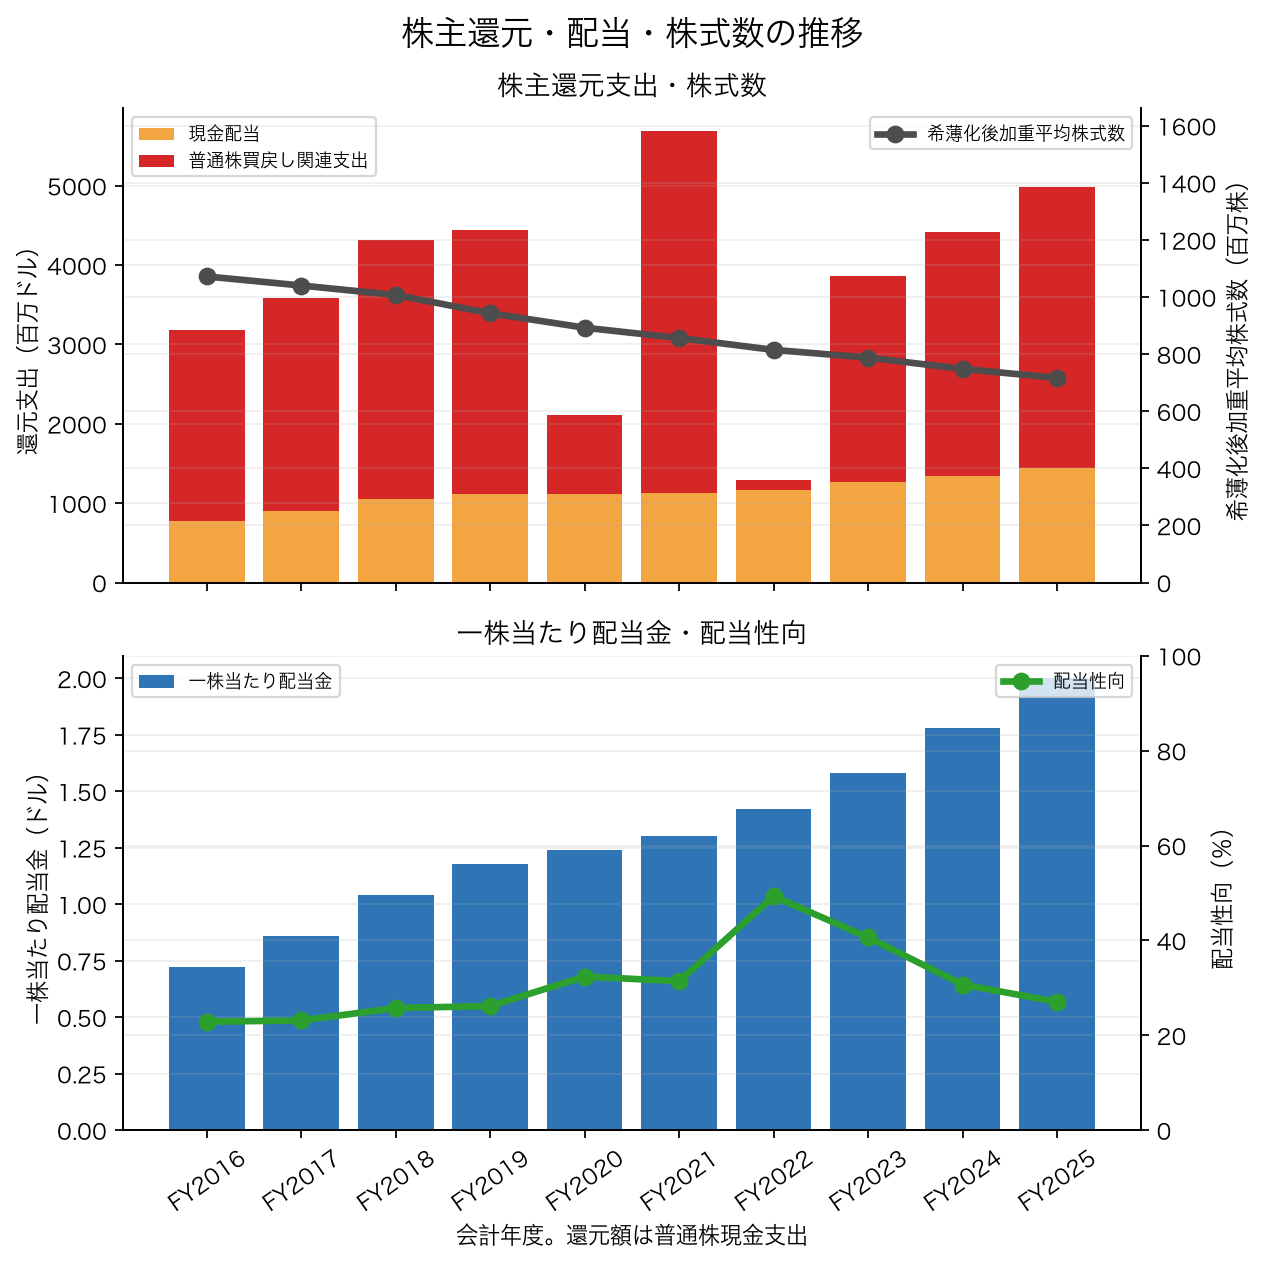 株主還元・配当・株式数の推移
株主還元支出・株式数
現金配当
普通株買戻し関連支出
希薄化後加重平均株式数
還元支出（百万ドル）
5000
4000
3000
2000
1000
0
1600
1400
1200
1000
800
600
400
200
0
希薄化後加重平均株式数（百万株）
一株当たり配当金・配当性向
一株当たり配当金
配当性向
一株当たり配当金（ドル）
2.00
1.75
1.50
1.25
1.00
0.75
0.50
0.25
0.00
100
80
60
40
20
0
配当性向（%）
FY2016
FY2017
FY2018
FY2019
FY2020
FY2021
FY2022
FY2023
FY2024
FY2025
会計年度。還元額は普通株現金支出